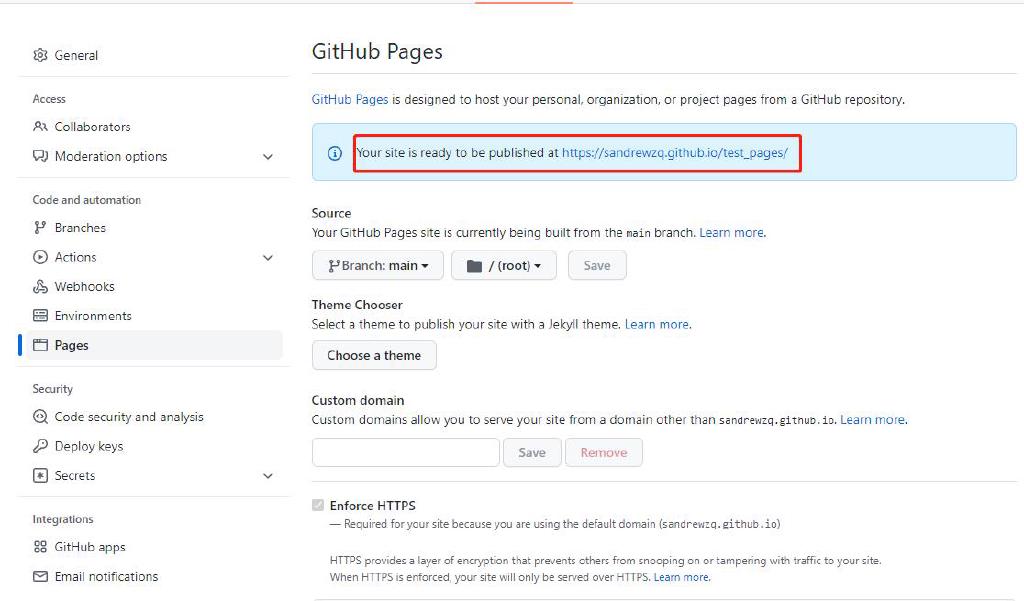 General
Access
Collaborators
Moderation options
Code and automation
Branches
Actions
Webhooks
Environments
Pages
Security
Code security and analysis
Deploy keys
Secrets
Integrations
GitHub apps
Email notifications
GitHub Pages
GitHub Pages is designed to host your personal, organization, or project pages from a GitHub repository.
Your site is ready to be published at https://sandrewzq.github.io/test_pages/
Source
Your GitHub Pages site is currently being built from the main branch. Learn more.
Branch: main / (root) Save
Theme Chooser
Select a theme to publish your site with a Jekyll theme. Learn more.
Choose a theme
Custom domain
Custom domains allow you to serve your site from a domain other than sandrewzq.github.io. Learn more.
Save Remove
Enforce HTTPS
— Required for your site because you are using the default domain (sandrewzq.github.io)
HTTPS provides a layer of encryption that prevents others from snooping on or tampering with traffic to your site.
When HTTPS is enforced, your site will only be served over HTTPS. Learn more.